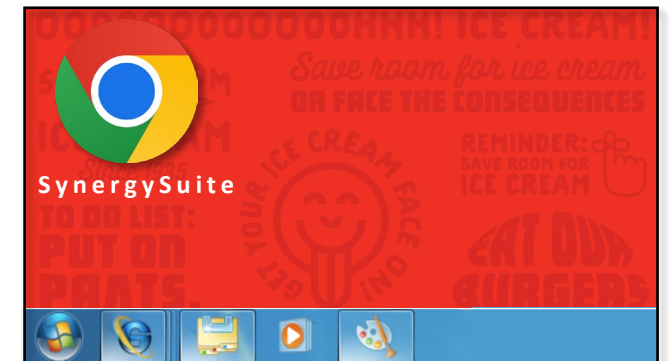 OOOOOOOOOOOOHHH! ICE CREAM!
Save room for ice cream
OR FACE THE CONSEQUENCES
REMINDER:
SAVE ROOM FOR
ICE CREAM
GET YOUR ICE CREAM FACE ON!
SynergySuite
TO DO LIST:
PUT ON
PANTS.
EAT OUR
BURGERS